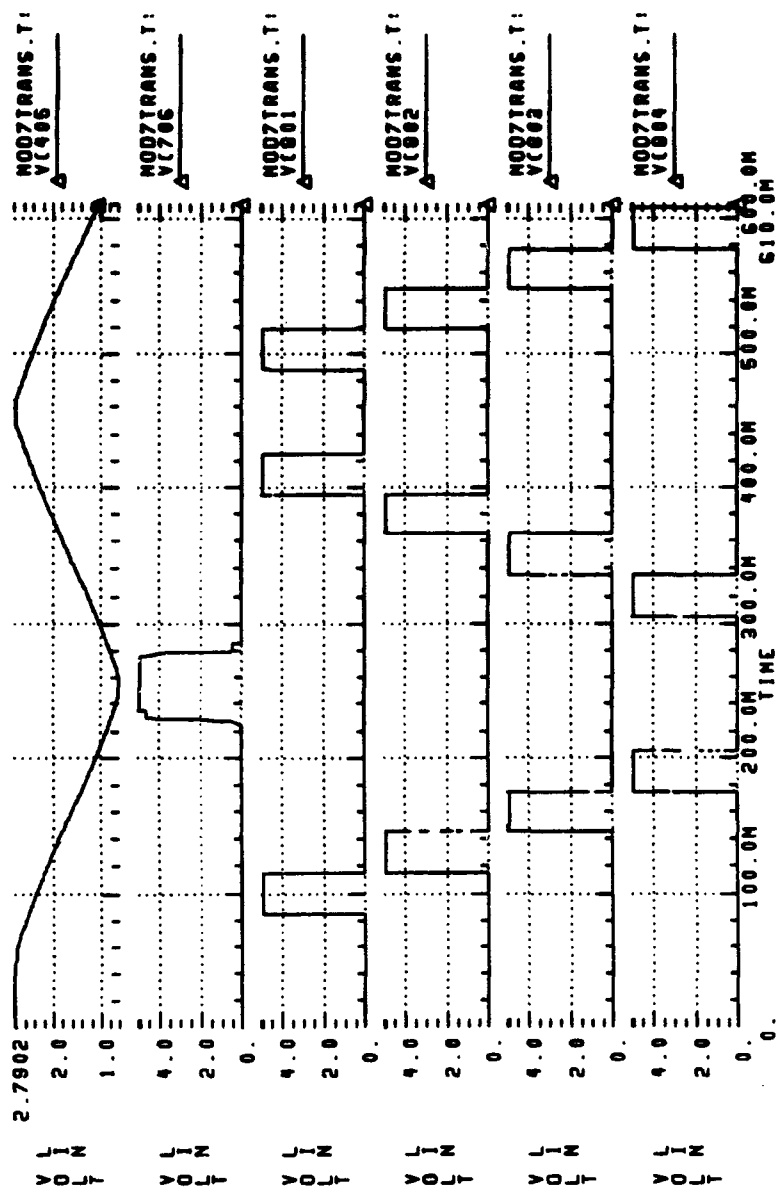 MOD7TRANS.T:
V(405
2.7902
2.0
1.0
VOLT LIN
MOD7TRANS.T:
V(706
4.0
2.0
0.
VOLT LIN
MOD7TRANS.T:
V(801
4.0
2.0
0.
VOLT LIN
MOD7TRANS.T:
V(802
4.0
2.0
0.
VOLT LIN
MOD7TRANS.T:
V(803
4.0
2.0
0.
VOLT LIN
MOD7TRANS.T:
V(804
4.0
2.0
0.
VOLT LIN
0. 100.0M 200.0M 300.0M 400.0M 500.0M 600.0M
TIME 610.0M